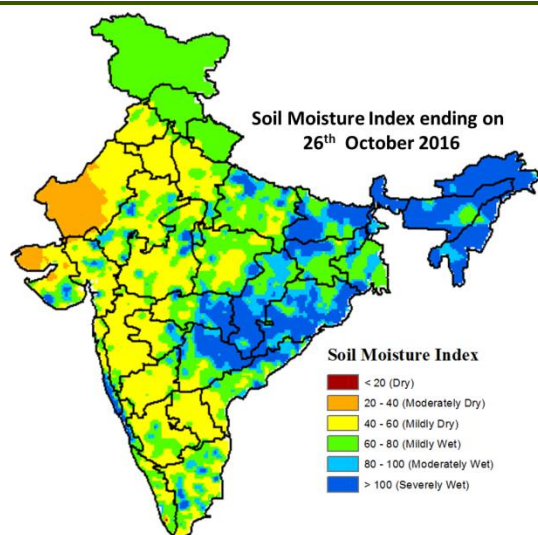 Soil Moisture Index ending on
26th October 2016
Soil Moisture Index
< 20 (Dry)
20 - 40 (Moderately Dry)
40 - 60 (Mildly Dry)
60 - 80 (Mildly Wet)
80 - 100 (Moderately Wet)
> 100 (Severely Wet)